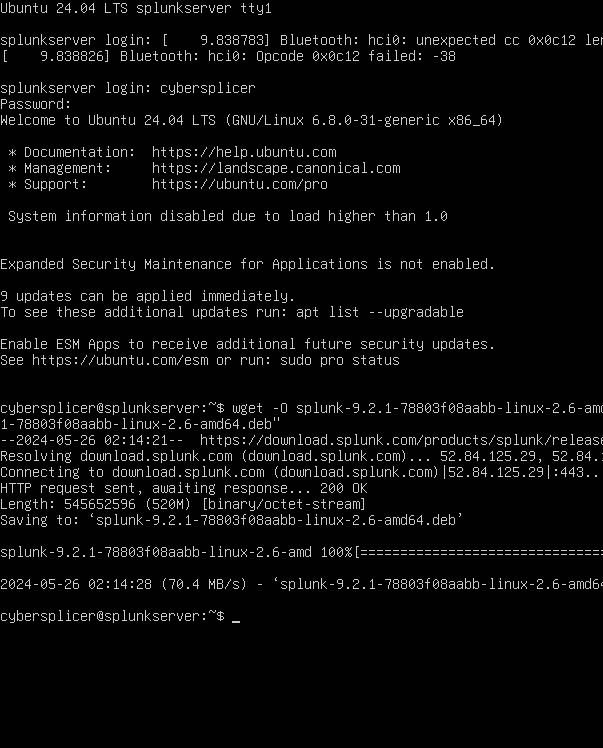 Ubuntu 24.04 LTS splunkserver tty1
splunkserver login: [    9.838783] Bluetooth: hci0: unexpected cc 0x0c12 len
[    9.838826] Bluetooth: hci0: Opcode 0x0c12 failed: -38
splunkserver login: cybersplicer
Password:
Welcome to Ubuntu 24.04 LTS (GNU/Linux 6.8.0-31-generic x86_64)
* Documentation:  https://help.ubuntu.com
* Management:     https://landscape.canonical.com
* Support:        https://ubuntu.com/pro
System information disabled due to load higher than 1.0
Expanded Security Maintenance for Applications is not enabled.
9 updates can be applied immediately.
To see these additional updates run: apt list --upgradable
Enable ESM Apps to receive additional future security updates.
See https://ubuntu.com/esm or run: sudo pro status
cybersplicer@splunkserver:~$ wget -O splunk-9.2.1-78803f08aabb-linux-2.6-amd
1-78803f08aabb-linux-2.6-amd64.deb"
--2024-05-26 02:14:21--  https://download.splunk.com/products/splunk/release
Resolving download.splunk.com (download.splunk.com)... 52.84.125.29, 52.84.1
Connecting to download.splunk.com (download.splunk.com)|52.84.125.29|:443..
HTTP request sent, awaiting response... 200 OK
Length: 545652596 (520M) [binary/octet-stream]
Saving to: ‘splunk-9.2.1-78803f08aabb-linux-2.6-amd64.deb’
splunk-9.2.1-78803f08aabb-linux-2.6-amd 100%[===============================
2024-05-26 02:14:28 (70.4 MB/s) - ‘splunk-9.2.1-78803f08aabb-linux-2.6-amd64
cybersplicer@splunkserver:~$ _